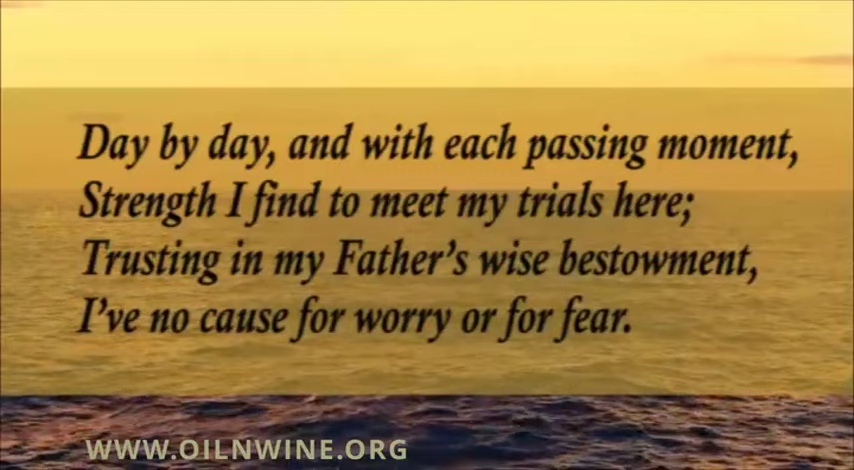 Day by day, and with each passing moment,
Strength I find to meet my trials here;
Trusting in my Father’s wise bestowment,
I’ve no cause for worry or for fear.
WWW.OILNWINE.ORG